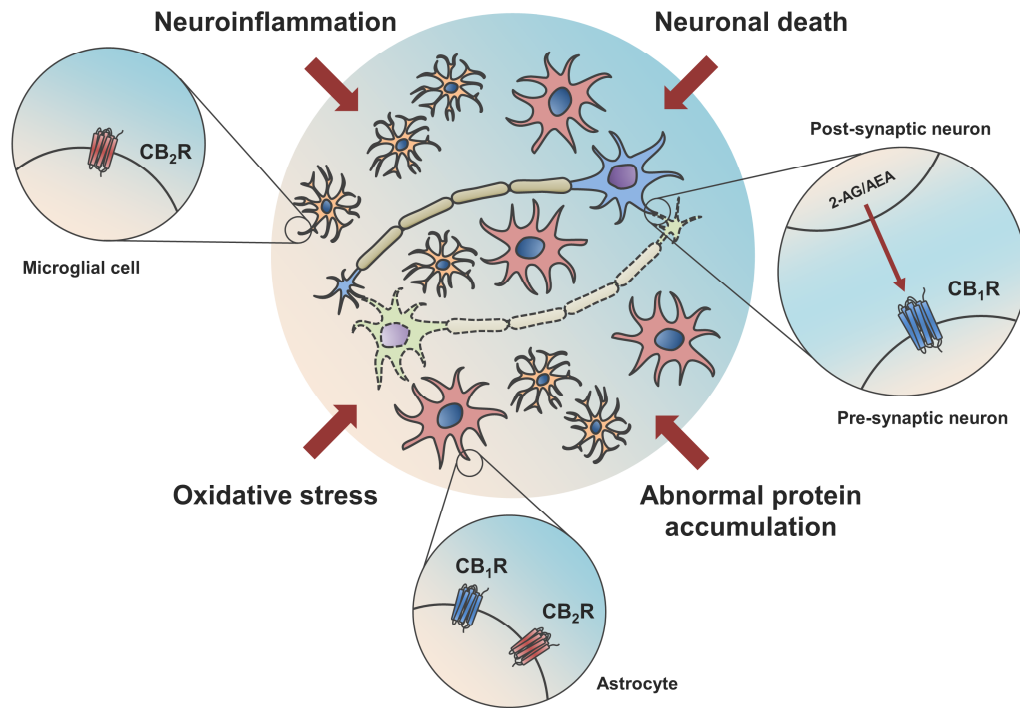 Neuroinflammation
Neuronal death
CB₂R
Microglial cell
Post-synaptic neuron
2-AG/AEA
CB₁R
Pre-synaptic neuron
Oxidative stress
Abnormal protein
accumulation
CB₁R
CB₂R
Astrocyte